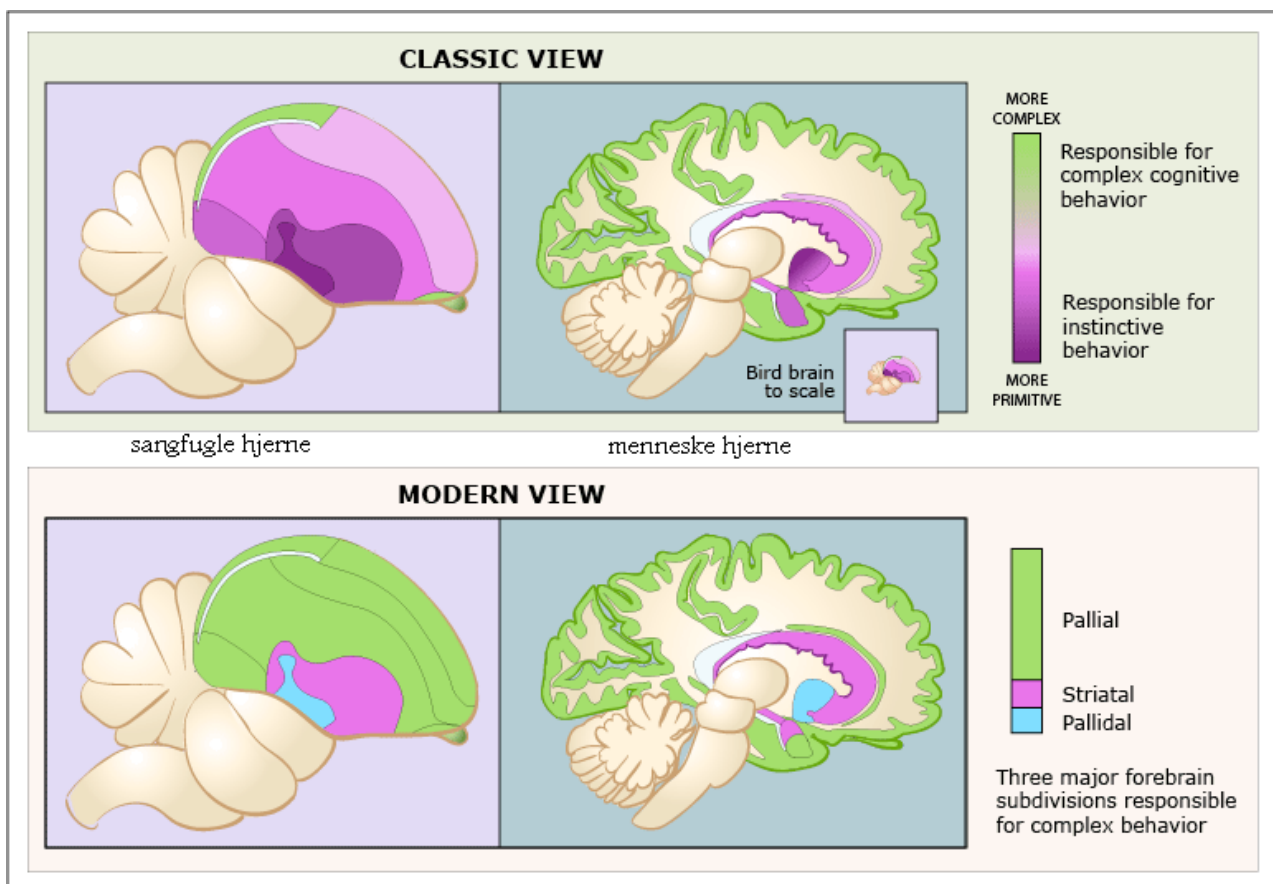 CLASSIC VIEW
MORE
COMPLEX
Responsible for
complex cognitive
behavior
Responsible for
instinctive
behavior
MORE
PRIMITIVE
Bird brain
to scale
sangfugle hjerne
menneske hjerne
MODERN VIEW
Pallial
Striatal
Pallidal
Three major forebrain
subdivisions responsible
for complex behavior